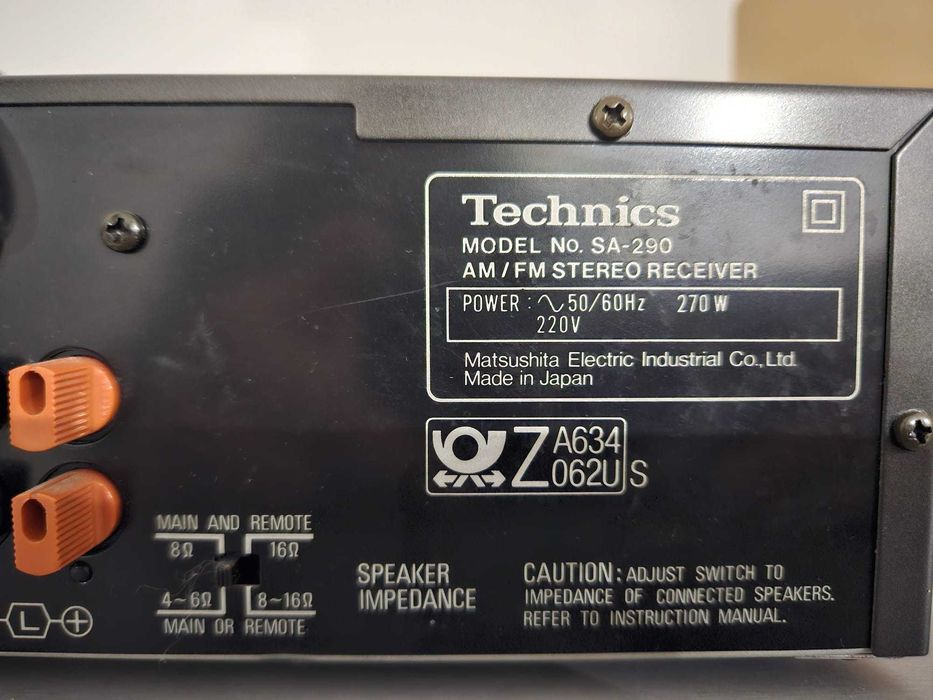 Technics
MODEL No. SA-290
AM/FM STEREO RECEIVER
POWER : ∿ 50/60Hz 270 W
220V
Matsushita Electric Industrial Co., Ltd.
Made in Japan
Z A634
062U S
MAIN AND REMOTE
8Ω 16Ω
4~6Ω 8~16Ω
MAIN OR REMOTE
SPEAKER
IMPEDANCE
CAUTION: ADJUST SWITCH TO
IMPEDANCE OF CONNECTED SPEAKERS.
REFER TO INSTRUCTION MANUAL.
L +